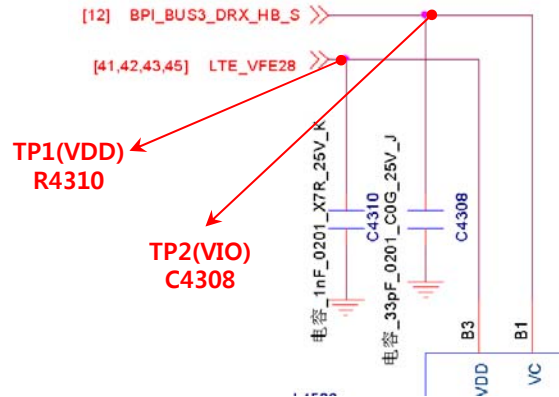 [12] BPI_BUS3_DRX_HB_S
[41,42,43,45] LTE_VFE28
TP1(VDD)
R4310
TP2(VIO)
C4308
电容_1nF_0201_X7R_25V_K
C4310
电容_33pF_0201_C0G_25V_J
C4308
B3
B1
VDD
VC